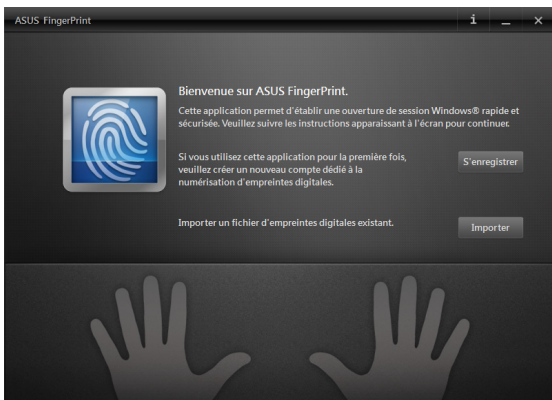 ASUS FingerPrint
Bienvenue sur ASUS FingerPrint.
Cette application permet d'établir une ouverture de session Windows® rapide et
sécurisée. Veuillez suivre les instructions apparaissant à l'écran pour continuer.
Si vous utilisez cette application pour la première fois,
veuillez créer un nouveau compte dédié à la
numérisation d'empreintes digitales.
S'enregistrer
Importer un fichier d'empreintes digitales existant.
Importer